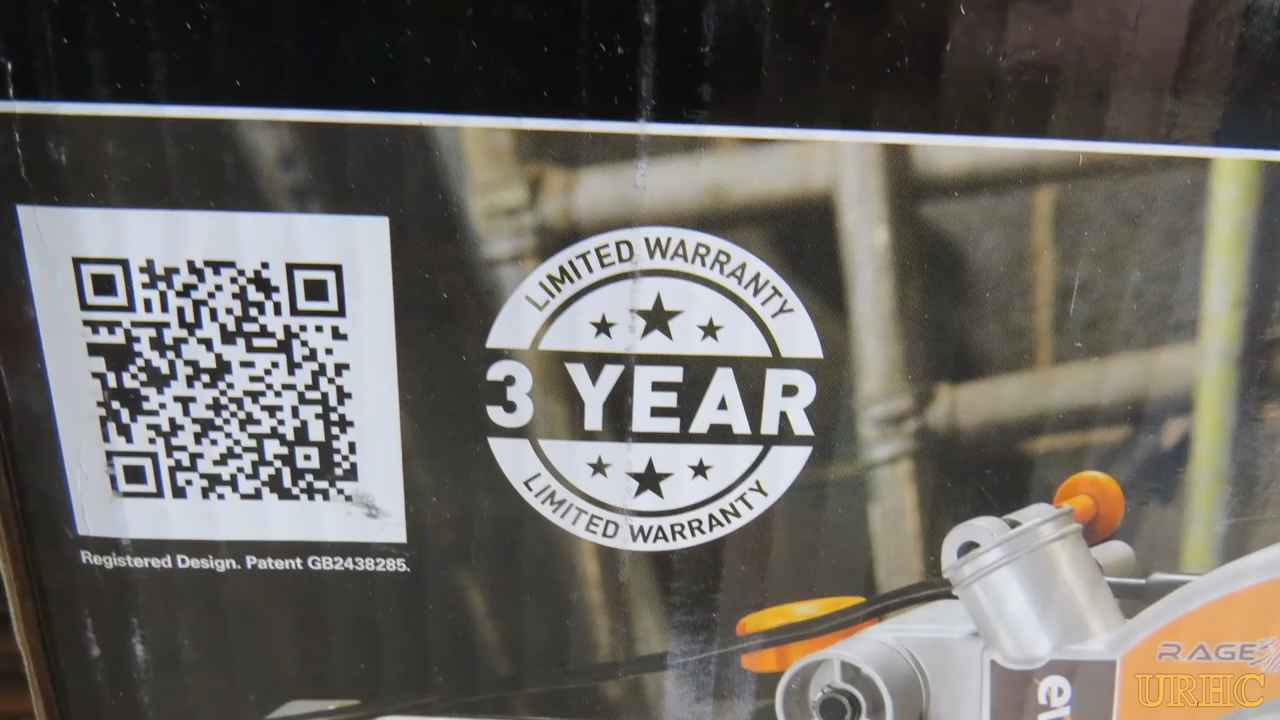 LIMITED WARRANTY
3 YEAR
LIMITED WARRANTY
Registered Design. Patent GB2438285.
RAGE
URHC